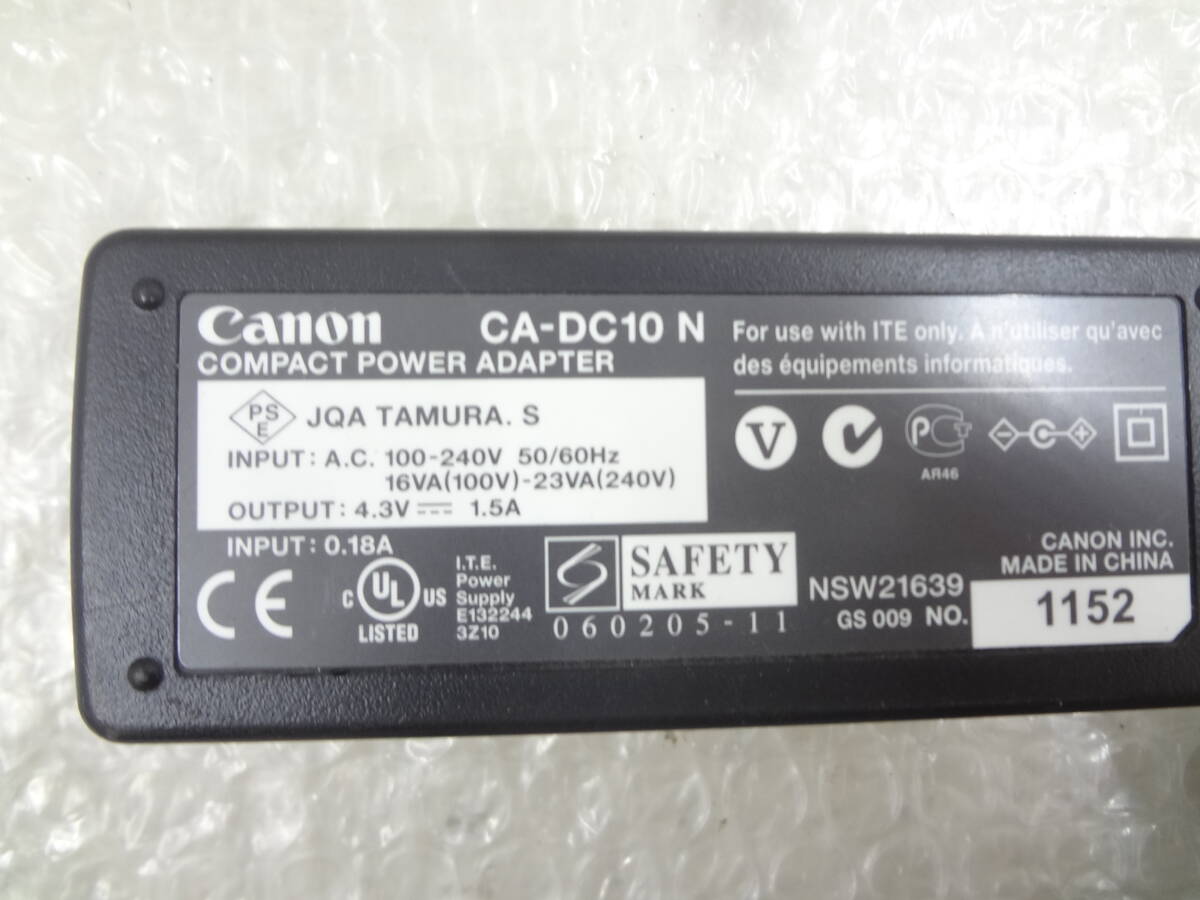 Canon CA-DC10 N
COMPACT POWER ADAPTER
PS
E
JQA TAMURA. S
INPUT: A.C. 100-240V 50/60Hz
16VA(100V)-23VA(240V)
OUTPUT: 4.3V 1.5A
INPUT: 0.18A
CE
C UL US
LISTED
I.T.E.
Power
Supply
E132244
3Z10
S
SAFETY
MARK
060205-11
For use with ITE only. A n'utiliser qu'avec
des équipements informatiques.
V
PCT
AЯ46
- C +
CANON INC.
MADE IN CHINA
NSW21639
GS 009 NO.
1152